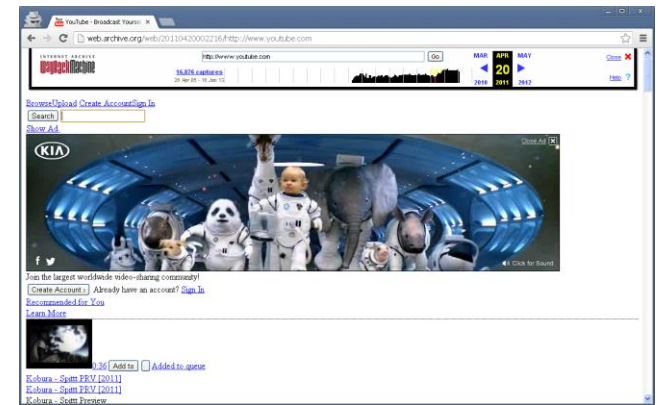 YouTube - Broadcast Yoursel
web.archive.org/web/20110420002216/http://www.youtube.com
INTERNET ARCHIVE
WayBackMachine
http://www.youtube.com
Go
MAR APR MAY
Close
16,876 captures
20
2010 2011 2012
Help ?
BrowseUpload Create AccountSign In
Search
Show Ad
KIA
Close Ad
Click for Sound
Join the largest worldwide video-sharing community!
Create Account › Already have an account? Sign In
Recommended for You
Learn More
0:36 Add to Added to queue
Kobura - Spittt PRV [2011]
Kobura - Spittt PRV [2011]
Kobura - Spittt Preview